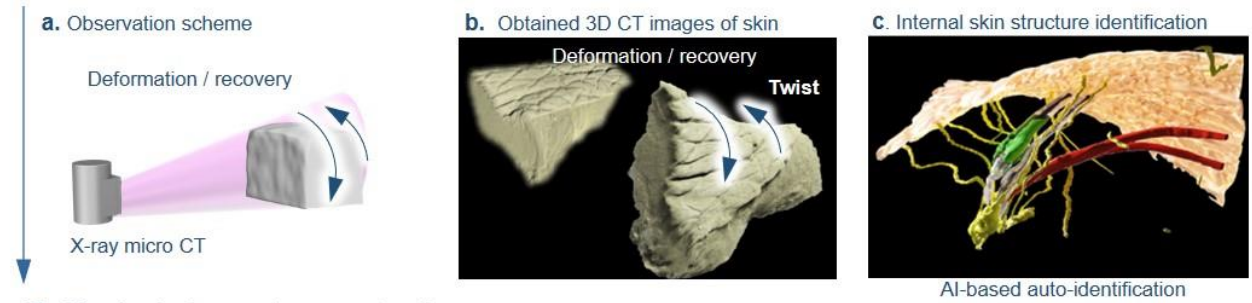 a. Observation scheme
Deformation / recovery
X-ray micro CT
b. Obtained 3D CT images of skin
Deformation / recovery
Twist
c. Internal skin structure identification
AI-based auto-identification